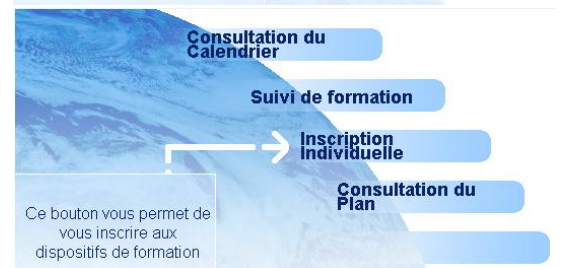 Consultation du
Calendrier
Suivi de formation
Inscription
Individuelle
Consultation du
Plan
Ce bouton vous permet de
vous inscrire aux
dispositifs de formation